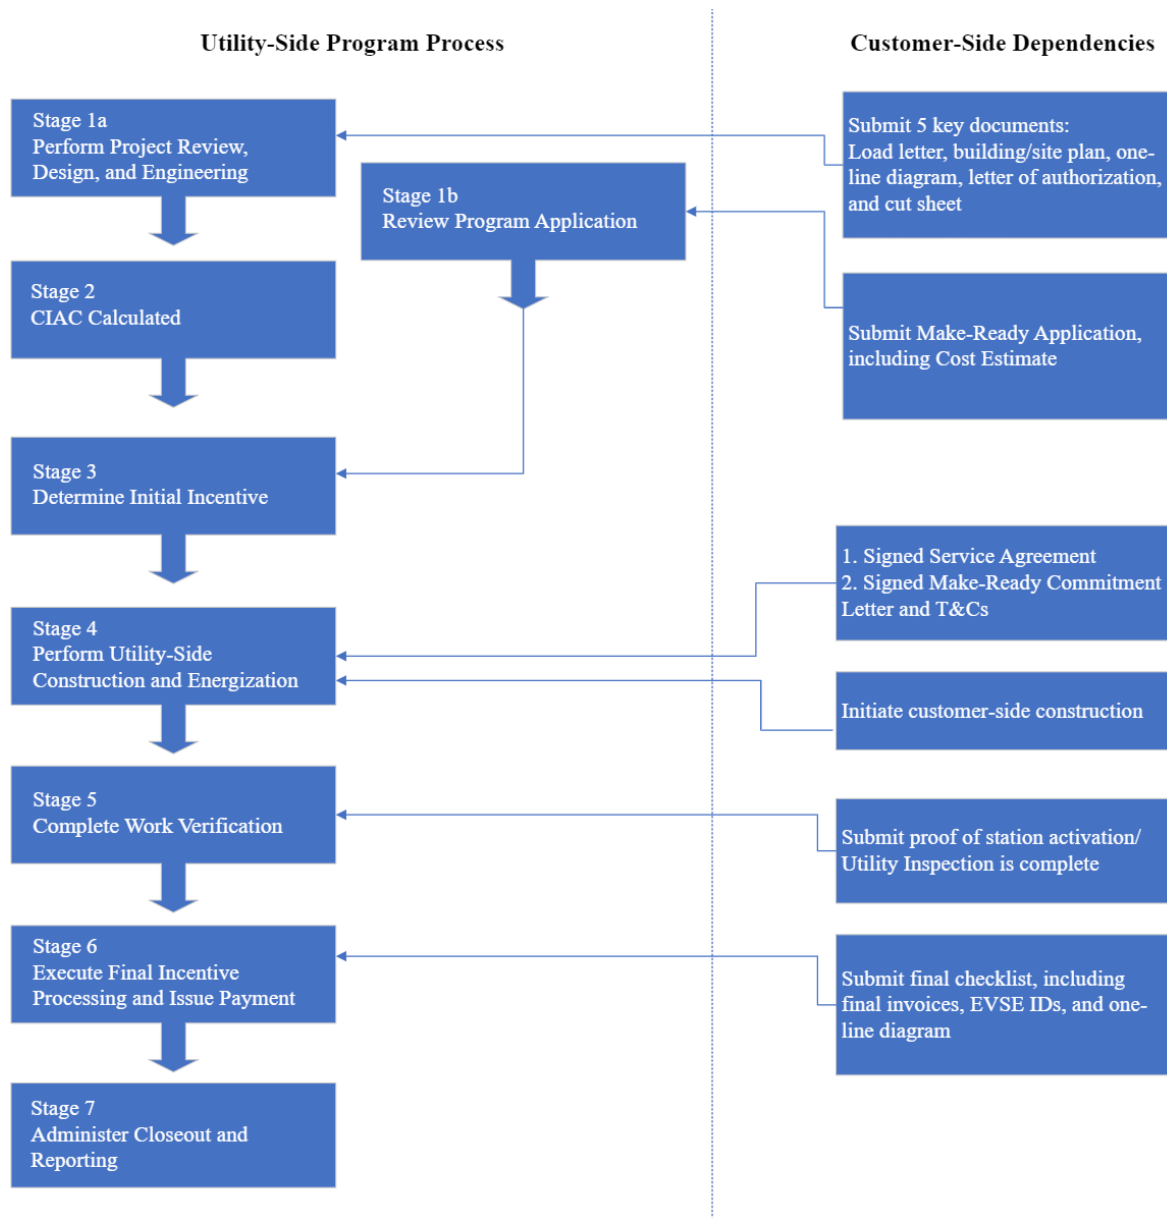 Utility-Side Program Process
Customer-Side Dependencies
Stage 1a
Perform Project Review,
Design, and Engineering
Submit 5 key documents:
Load letter, building/site plan, one-
line diagram, letter of authorization,
and cut sheet
Stage 1b
Review Program Application
Stage 2
CIAC Calculated
Submit Make-Ready Application,
including Cost Estimate
Stage 3
Determine Initial Incentive
1. Signed Service Agreement
2. Signed Make-Ready Commitment
Letter and T&Cs
Stage 4
Perform Utility-Side
Construction and Energization
Initiate customer-side construction
Stage 5
Complete Work Verification
Submit proof of station activation/
Utility Inspection is complete
Stage 6
Execute Final Incentive
Processing and Issue Payment
Submit final checklist, including
final invoices, EVSE IDs, and one-
line diagram
Stage 7
Administer Closeout and
Reporting